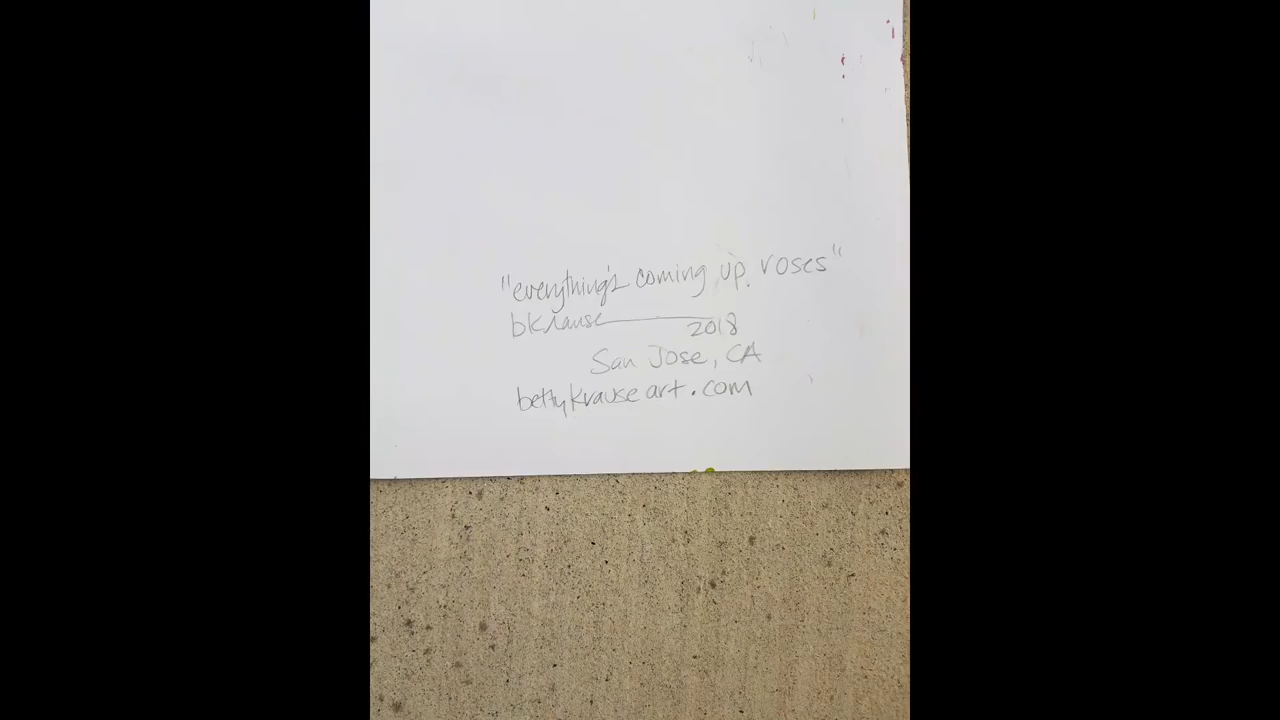 "everything's coming up roses"
bkrause 2018
San Jose, CA
bettykrauseart.com